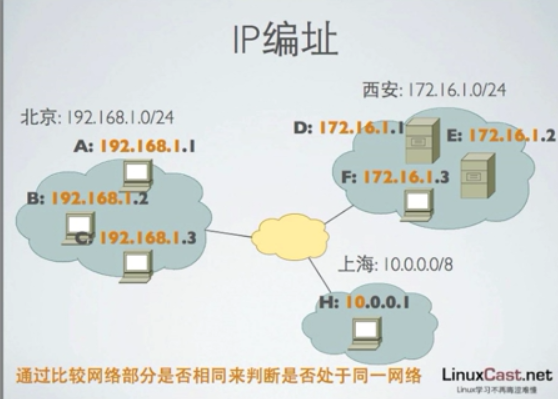 IP编址
西安: 172.16.1.0/24
北京: 192.168.1.0/24
D: 172.16.1.1
E: 172.16.1.2
A: 192.168.1.1
F: 172.16.1.3
B: 192.168.1.2
C: 192.168.1.3
上海: 10.0.0.0/8
H: 10.0.0.1
通过比较网络部分是否相同来判断是否处于同一网络
LinuxCast.net
Linux学习不再晦涩难懂